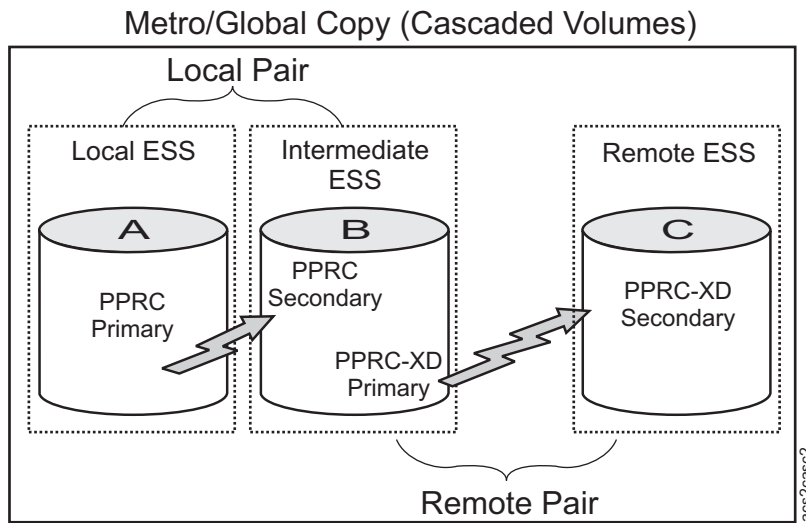 Metro/Global Copy (Cascaded Volumes)
Local Pair
Local ESS
Intermediate
ESS
Remote ESS
A
B
C
PPRC
Primary
PPRC
Secondary
PPRC-XD
Primary
PPRC-XD
Secondary
Remote Pair